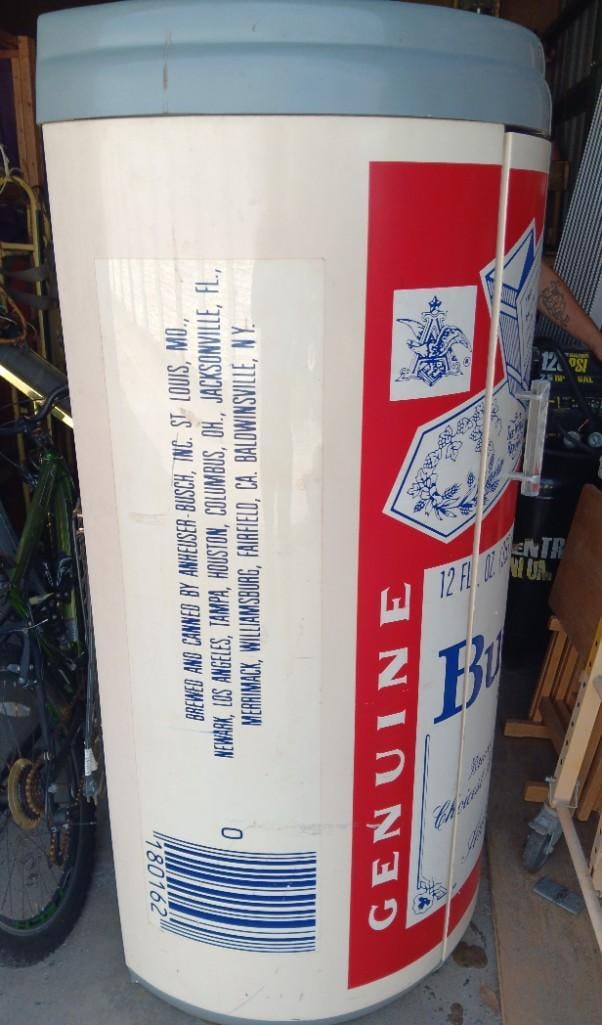 BREWED AND CANNED BY ANHEUSER-BUSCH, INC. ST. LOUIS, MO.,
NEWARK, LOS ANGELES, TAMPA, HOUSTON, COLUMBUS, OH., JACKSONVILLE, FL.,
MERRIMACK, WILLIAMSBURG, FAIRFIELD, CA. BALDWINSVILLE, N.Y.
0
180162
GENUINE
12 FL. OZ.
Bu